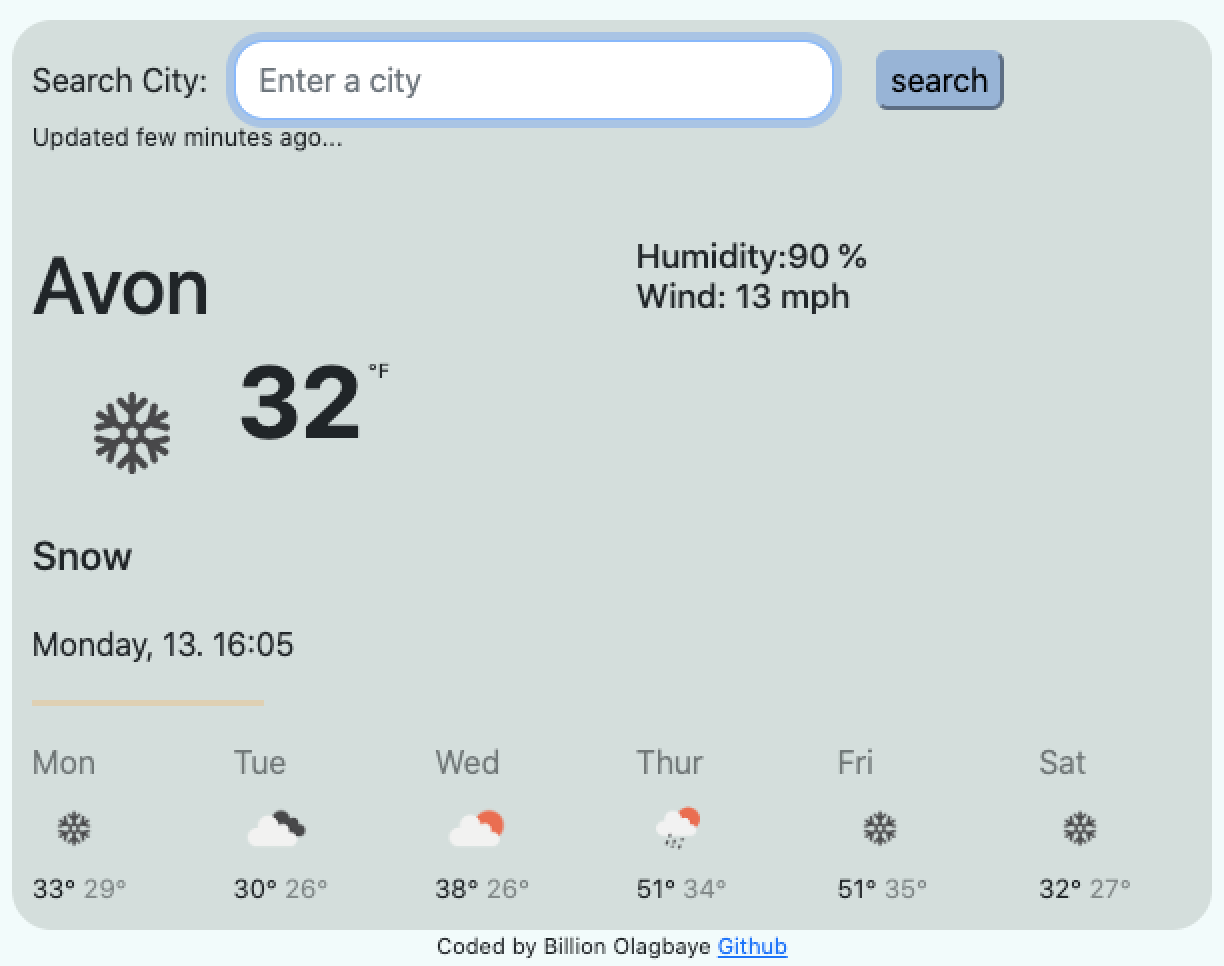 Search City: Enter a city search
Updated few minutes ago...
Avon
Humidity:90 %
Wind: 13 mph
32 °F
Snow
Monday, 13. 16:05
Mon Tue Wed Thur Fri Sat
33° 29° 30° 26° 38° 26° 51° 34° 51° 35° 32° 27°
Coded by Billion Olagbaye Github